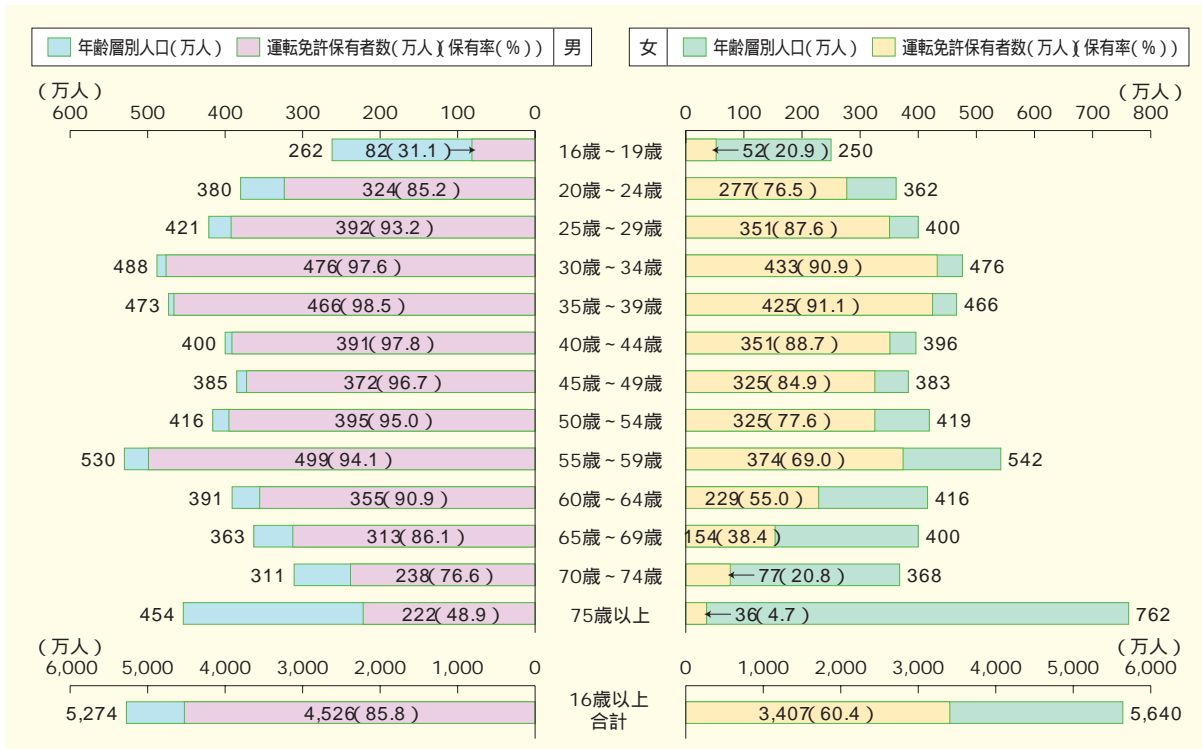 年齢層別人口(万人) 運転免許保有者数(万人)(保有率(%)) 男
女 年齢層別人口(万人) 運転免許保有者数(万人)(保有率(%))
(万人) (万人)
600 500 400 300 200 100 0 0 100 200 300 400 500 600 700 800
262 82(31.1) 16歳~19歳 52(20.9) 250
380 324(85.2) 20歳~24歳 277(76.5) 362
421 392(93.2) 25歳~29歳 351(87.6) 400
488 476(97.6) 30歳~34歳 433(90.9) 476
473 466(98.5) 35歳~39歳 425(91.1) 466
400 391(97.8) 40歳~44歳 351(88.7) 396
385 372(96.7) 45歳~49歳 325(84.9) 383
416 395(95.0) 50歳~54歳 325(77.6) 419
530 499(94.1) 55歳~59歳 374(69.0) 542
391 355(90.9) 60歳~64歳 229(55.0) 416
363 313(86.1) 65歳~69歳 154(38.4) 400
311 238(76.6) 70歳~74歳 77(20.8) 368
454 222(48.9) 75歳以上 36(4.7) 762
(万人) (万人)
6,000 5,000 4,000 3,000 2,000 1,000 0 0 1,000 2,000 3,000 4,000 5,000 6,000
5,274 4,526(85.8) 16歳以上 3,407(60.4) 5,640
合計